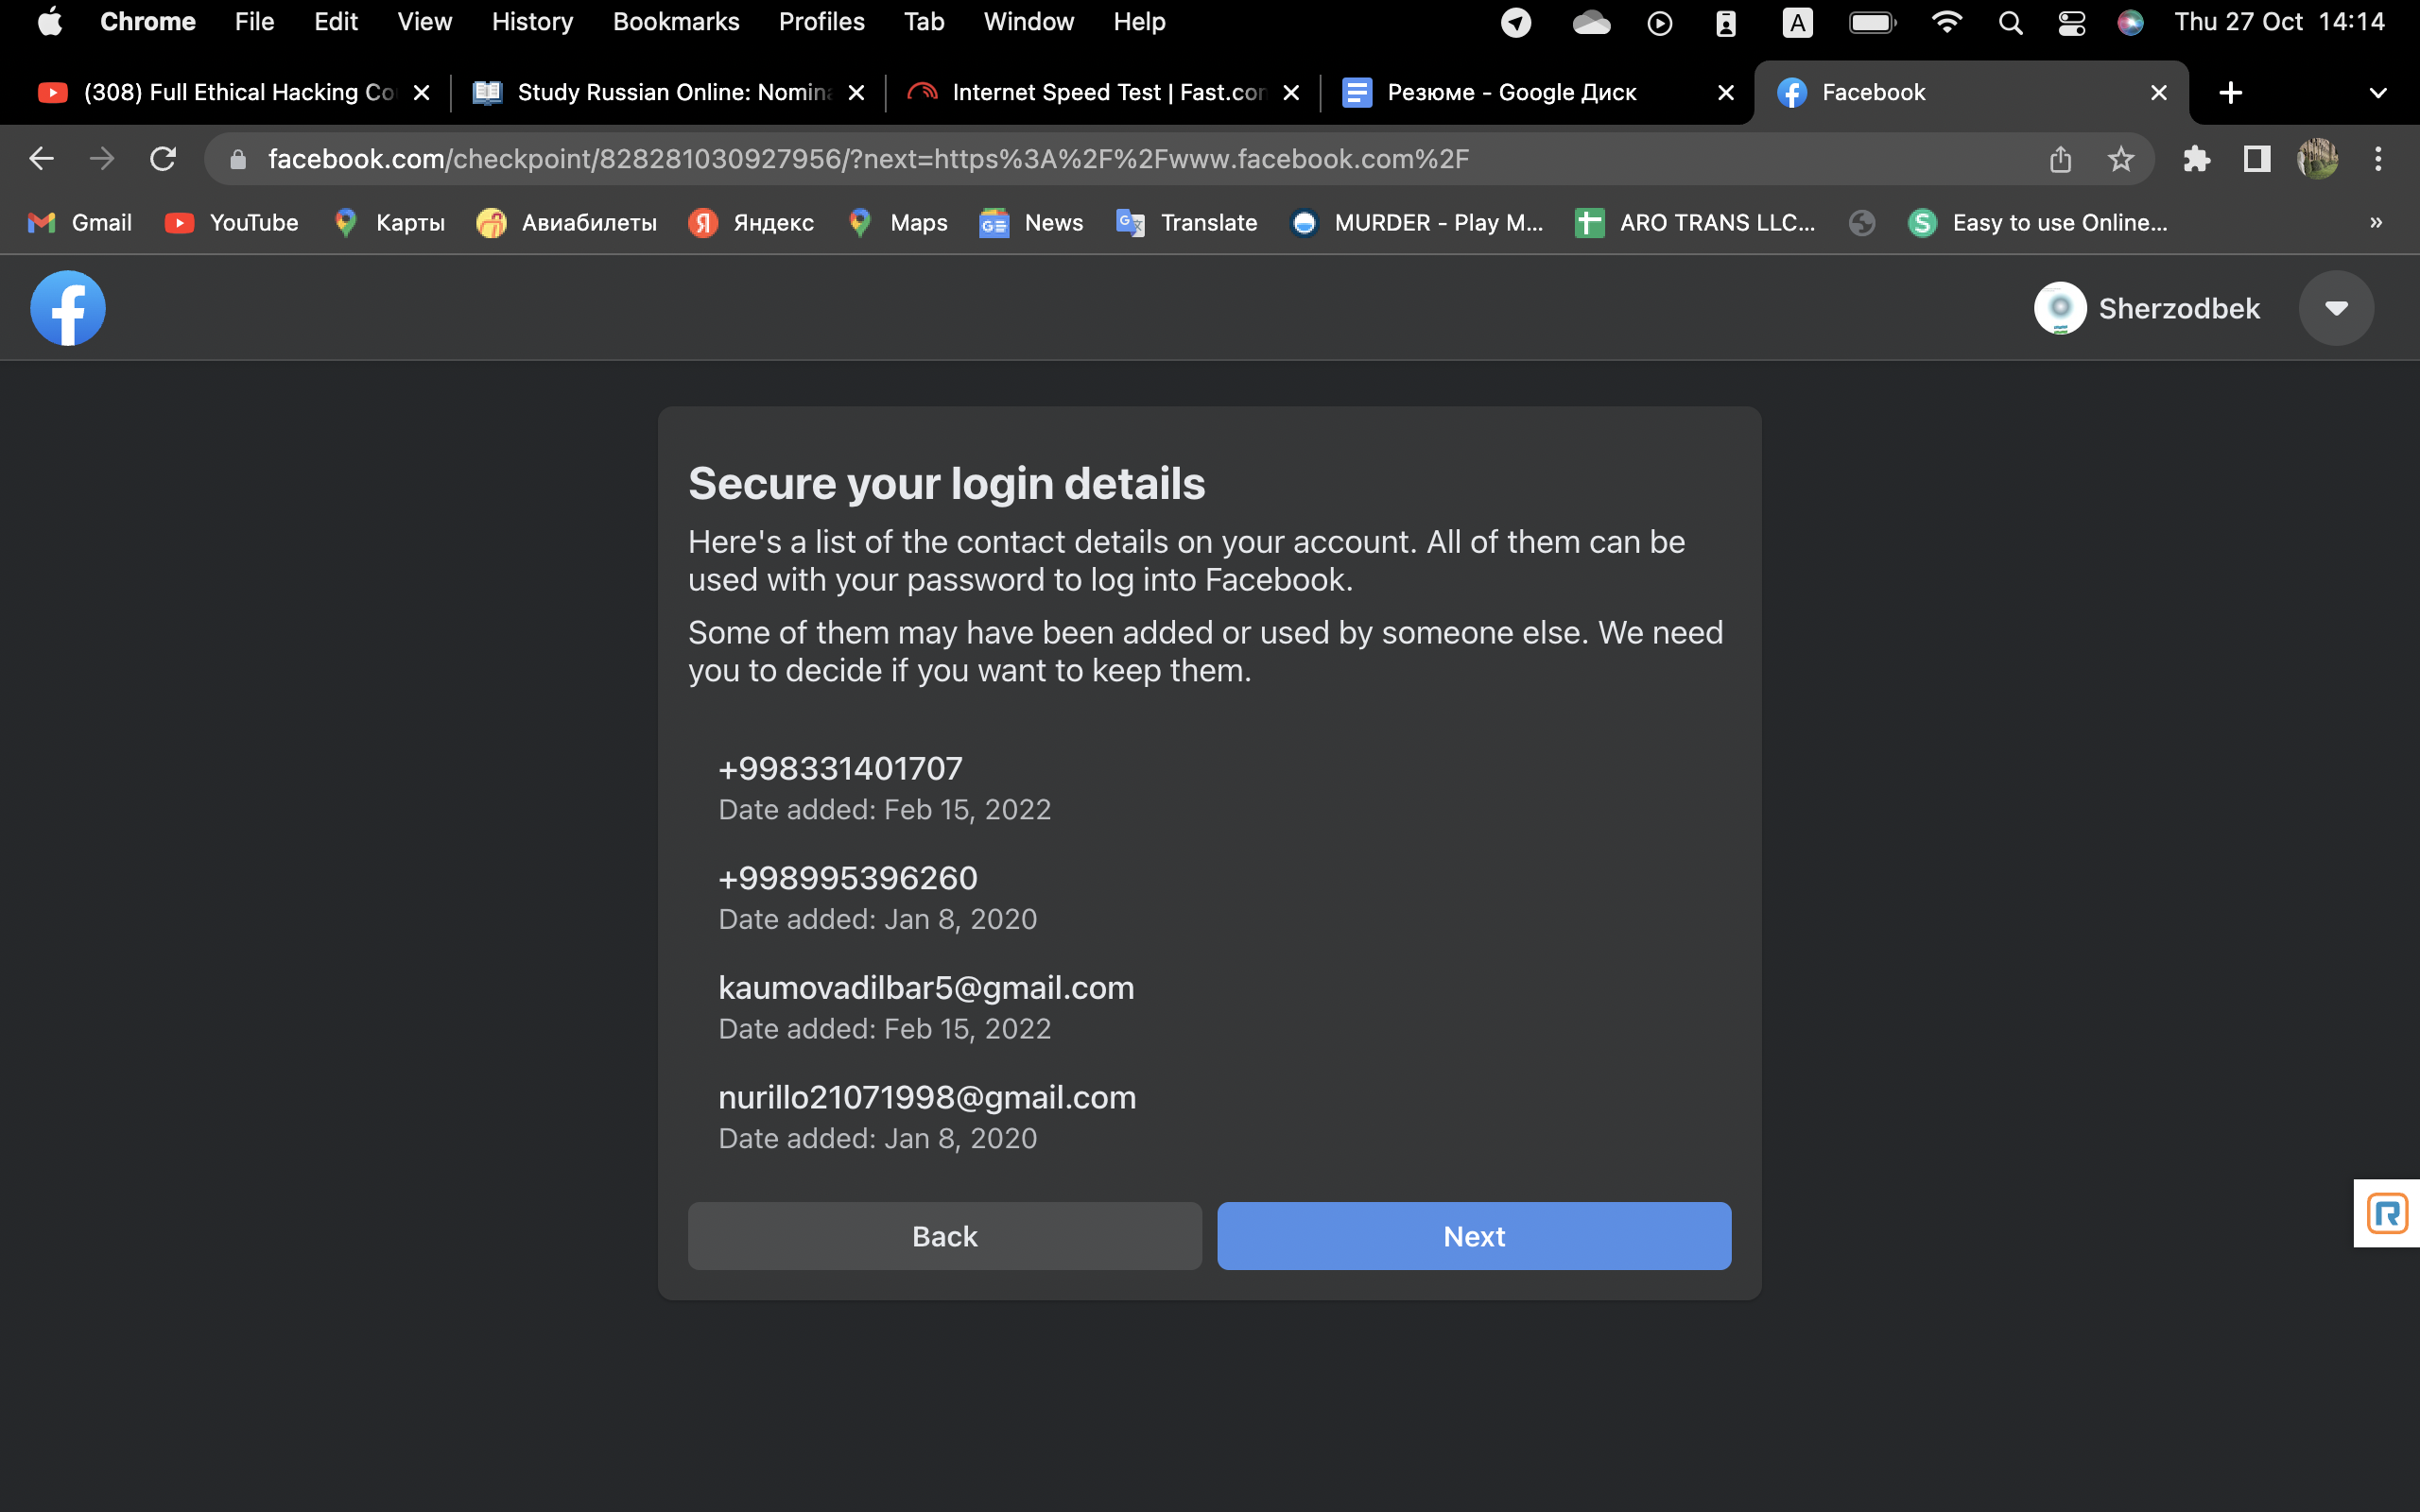 Chrome File Edit View History Bookmarks Profiles Tab Window Help A Thu 27 Oct 14:14
(308) Full Ethical Hacking Co Study Russian Online: Nomina Internet Speed Test | Fast.com Резюме - Google Диск Facebook
facebook.com/checkpoint/828281030927956/?next=https%3A%2F%2Fwww.facebook.com%2F
Gmail YouTube Карты Авиабилеты Яндекс Maps News Translate MURDER - Play M... ARO TRANS LLC... Easy to use Online... »
Sherzodbek
Secure your login details
Here's a list of the contact details on your account. All of them can be
used with your password to log into Facebook.
Some of them may have been added or used by someone else. We need
you to decide if you want to keep them.
+998331401707
Date added: Feb 15, 2022
+998995396260
Date added: Jan 8, 2020
kaumovadilbar5@gmail.com
Date added: Feb 15, 2022
nurillo21071998@gmail.com
Date added: Jan 8, 2020
Back Next